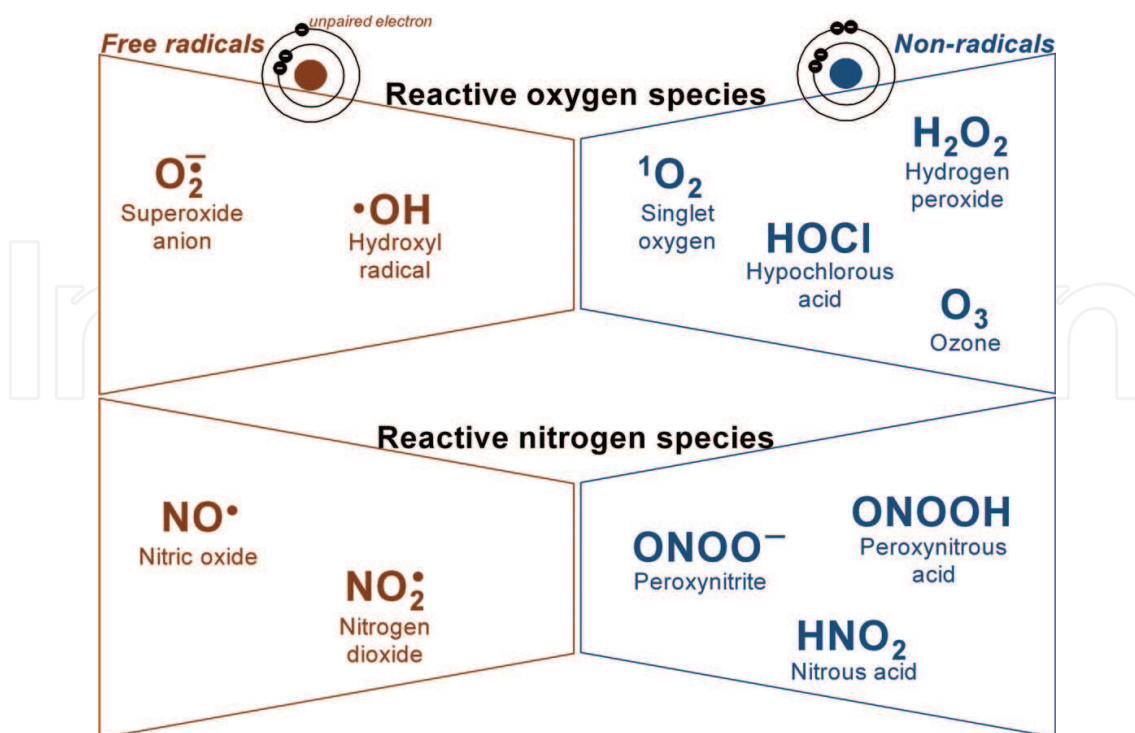 unpaired electron
Free radicals
Non-radicals
Reactive oxygen species
O₂•⁻
Superoxide
anion
•OH
Hydroxyl
radical
¹O₂
Singlet
oxygen
HOCl
Hypochlorous
acid
H₂O₂
Hydrogen
peroxide
O₃
Ozone
Reactive nitrogen species
NO•
Nitric oxide
NO₂•
Nitrogen
dioxide
ONOO⁻
Peroxynitrite
ONOOH
Peroxynitrous
acid
HNO₂
Nitrous acid